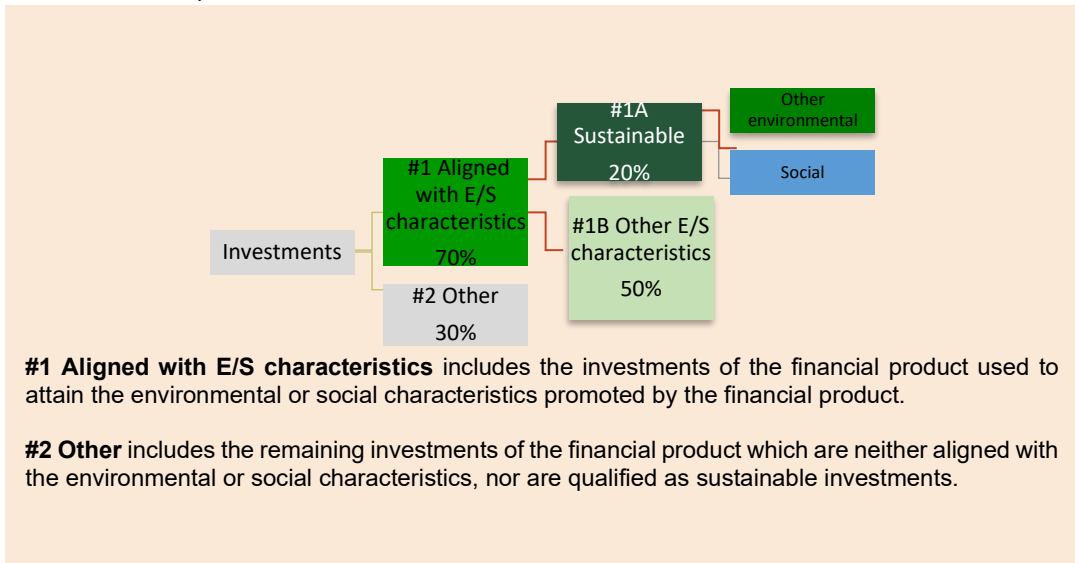 Investments
#1 Aligned
with E/S
characteristics
70%
#2 Other
30%
#1A
Sustainable
20%
#1B Other E/S
characteristics
50%
Other
environmental
Social
#1 Aligned with E/S characteristics includes the investments of the financial product used to
attain the environmental or social characteristics promoted by the financial product.
#2 Other includes the remaining investments of the financial product which are neither aligned with
the environmental or social characteristics, nor are qualified as sustainable investments.